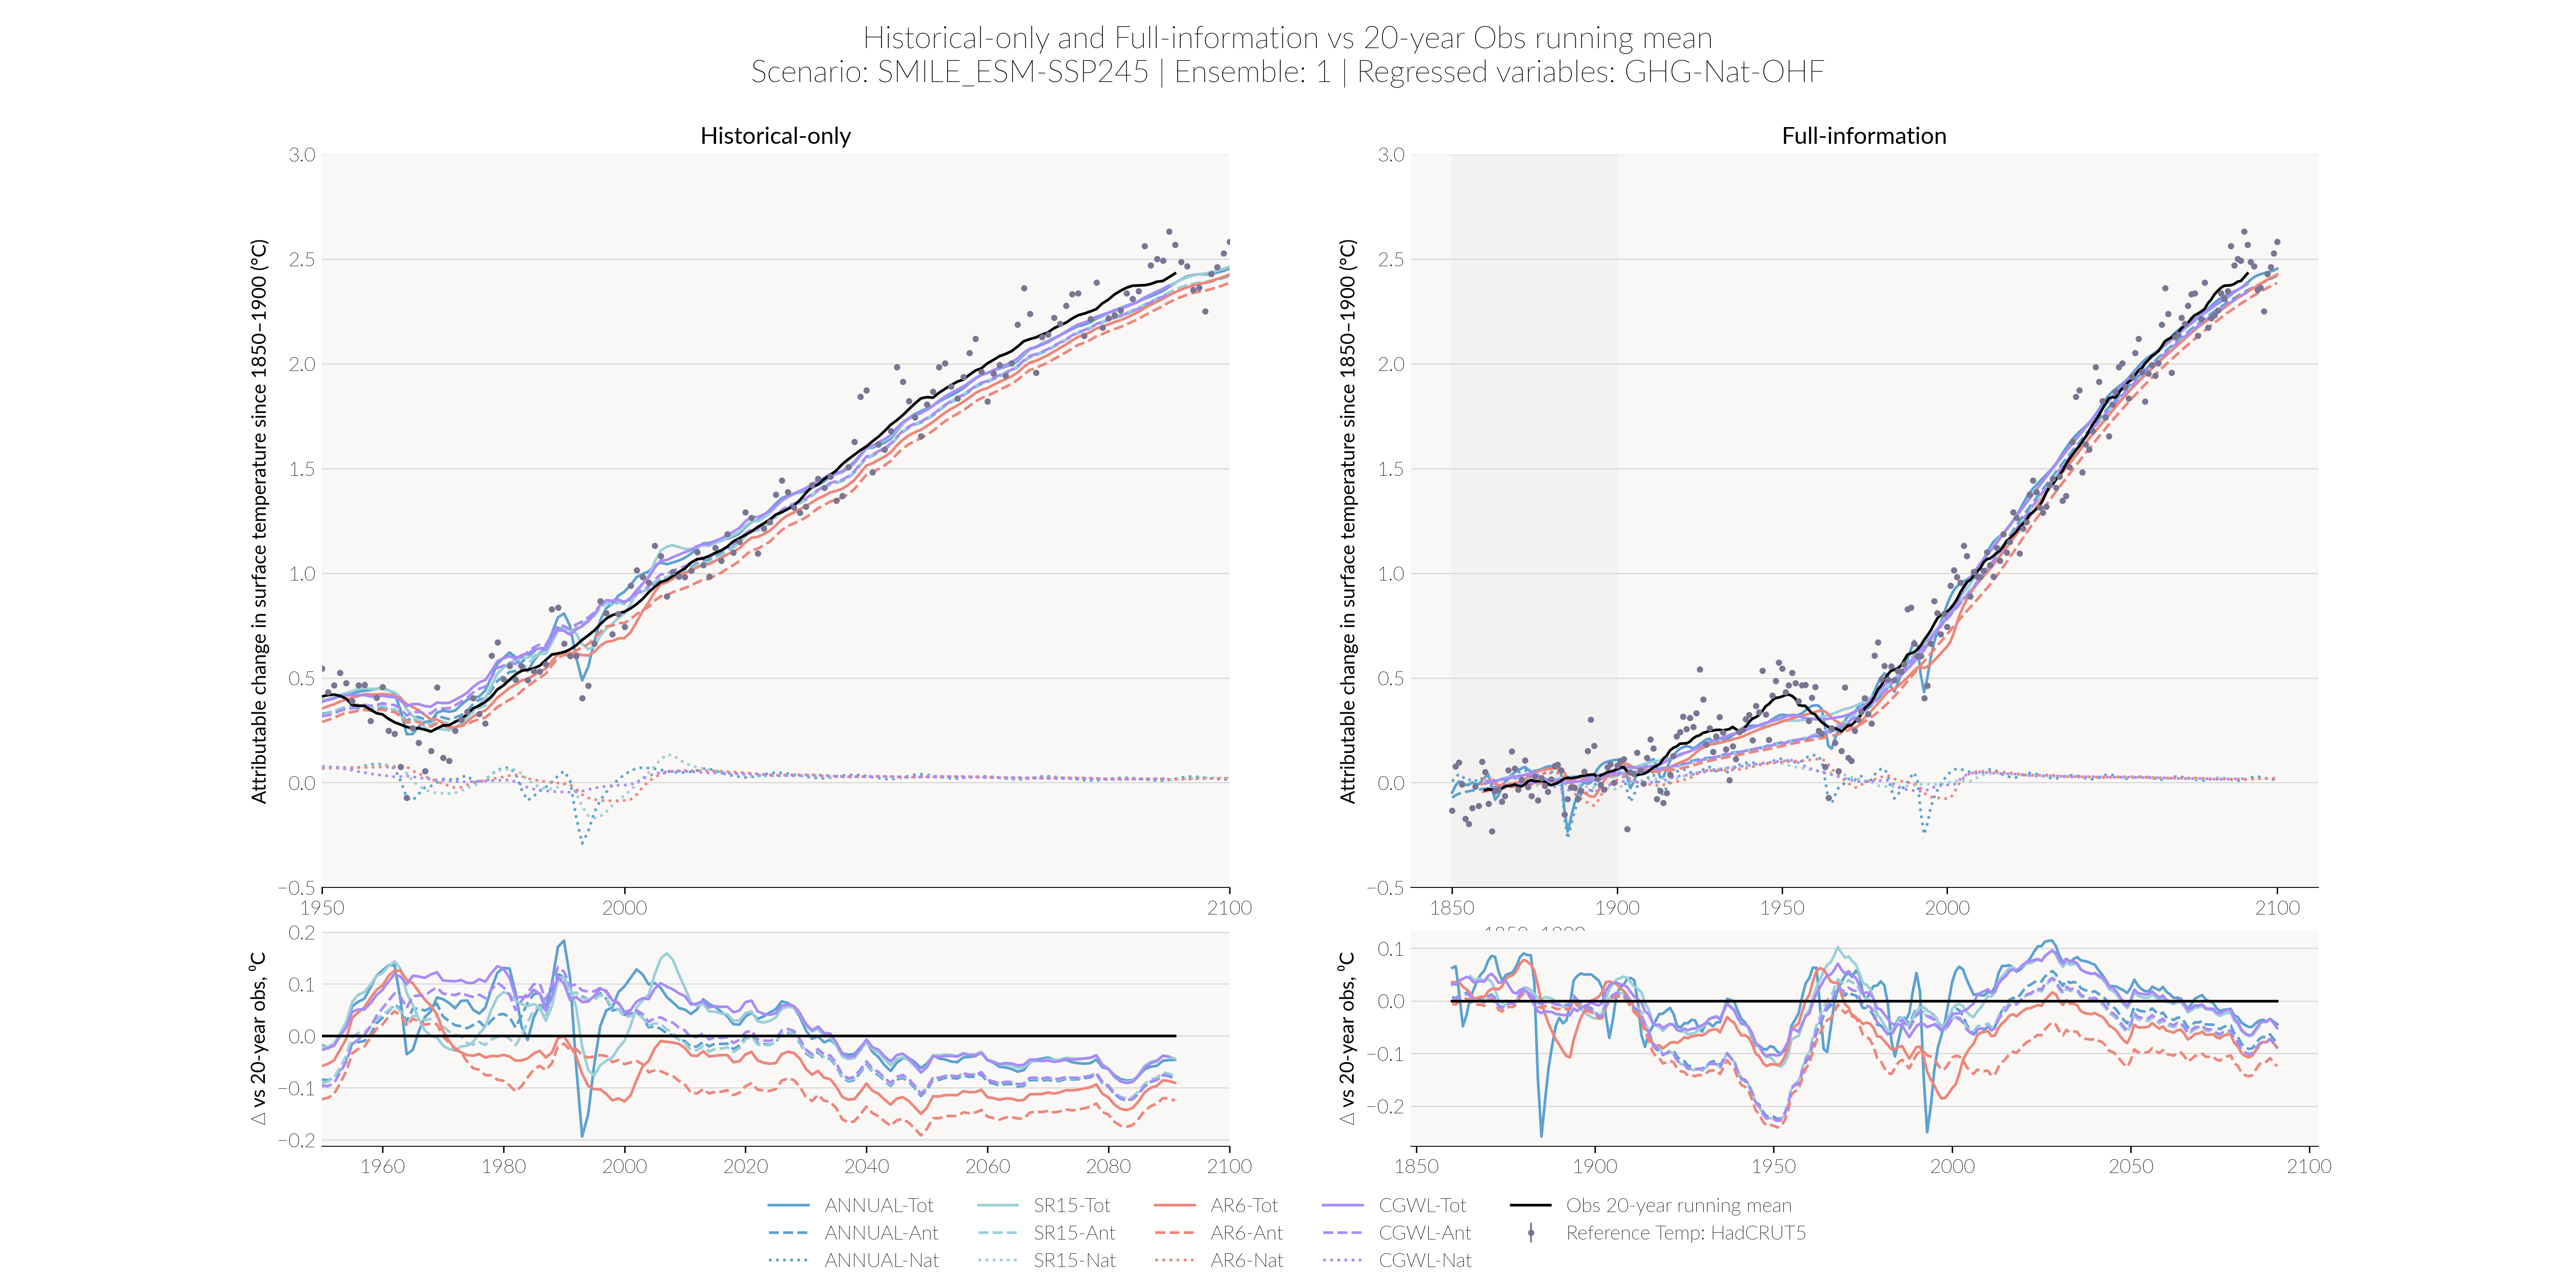 Historical-only and Full-information vs 20-year Obs running mean
Scenario: SMILE_ESM-SSP245 | Ensemble: 1 | Regressed variables: GHG-Nat-OHF
Historical-only
Attributable change in surface temperature since 1850–1900 (°C)
3.0
2.5
2.0
1.5
1.0
0.5
0.0
−0.5
1950
2000
2100
Δ vs 20-year obs, ⁰C
0.2
0.1
0.0
−0.1
−0.2
1960
1980
2000
2020
2040
2060
2080
2100
Full-information
Attributable change in surface temperature since 1850–1900 (°C)
3.0
2.5
2.0
1.5
1.0
0.5
0.0
−0.5
1850
1900
1950
2000
2100
Δ vs 20-year obs, ⁰C
0.1
0.0
−0.1
−0.2
1850
1900
1950
2000
2050
2100
ANNUAL-Tot
ANNUAL-Ant
ANNUAL-Nat
SR15-Tot
SR15-Ant
SR15-Nat
AR6-Tot
AR6-Ant
AR6-Nat
CGWL-Tot
CGWL-Ant
CGWL-Nat
Obs 20-year running mean
Reference Temp: HadCRUT5